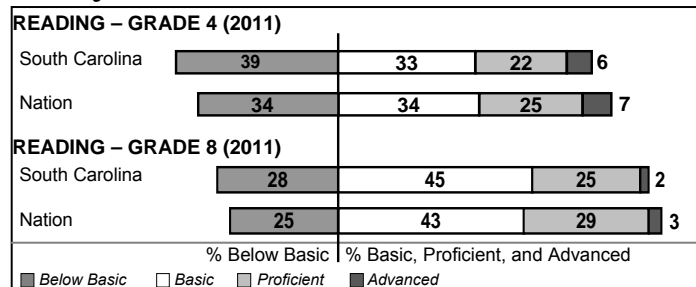 READING – GRADE 4 (2011)
South Carolina 39 33 22 6
Nation 34 34 25 7
READING – GRADE 8 (2011)
South Carolina 28 45 25 2
Nation 25 43 29 3
% Below Basic % Basic, Proficient, and Advanced
Below Basic Basic Proficient Advanced